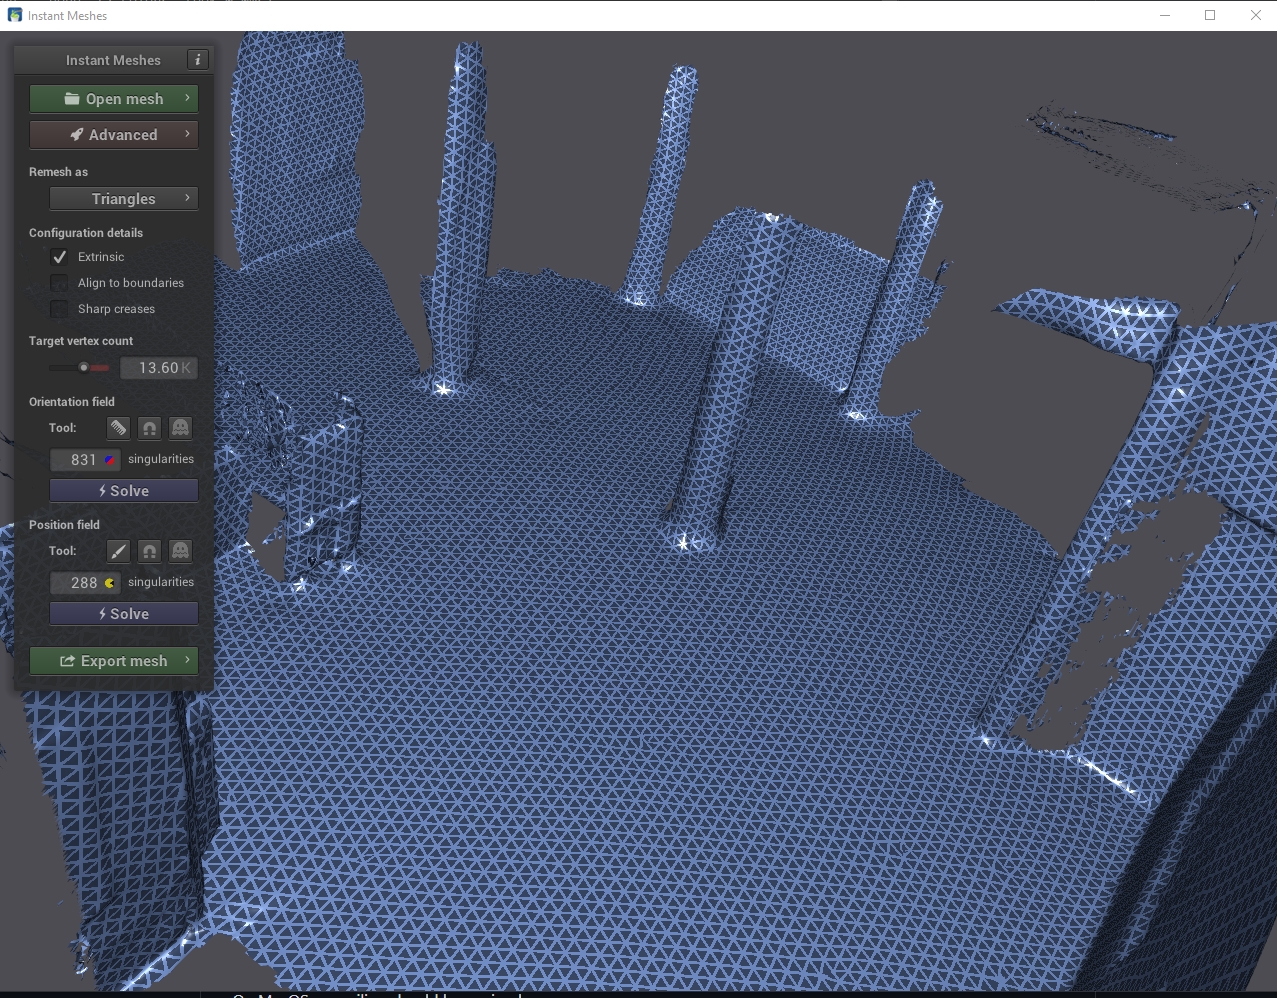 Instant Meshes
Instant Meshes
i
Open mesh
Advanced
Remesh as
Triangles
Configuration details
Extrinsic
Align to boundaries
Sharp creases
Target vertex count
13.60 K
Orientation field
Tool:
831 singularities
Solve
Position field
Tool:
288 singularities
Solve
Export mesh